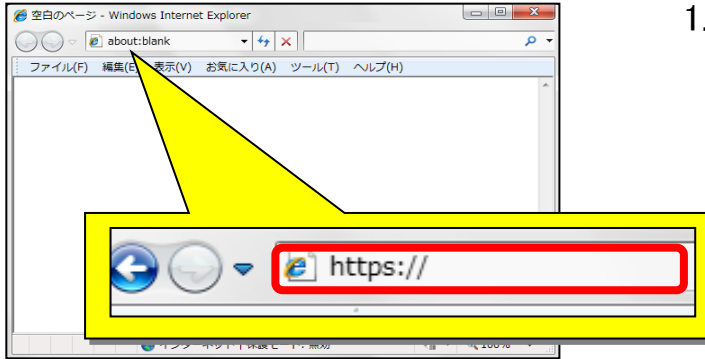 空白のページ - Windows Internet Explorer
1.
about:blank
ファイル(F) 編集(E) 表示(V) お気に入り(A) ツール(T) ヘルプ(H)
https://
100%